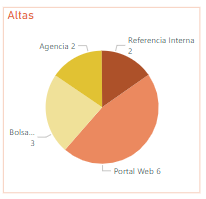 Altas
Agencia 2
Referencia Interna
2
Bolsa...
3
Portal Web 6